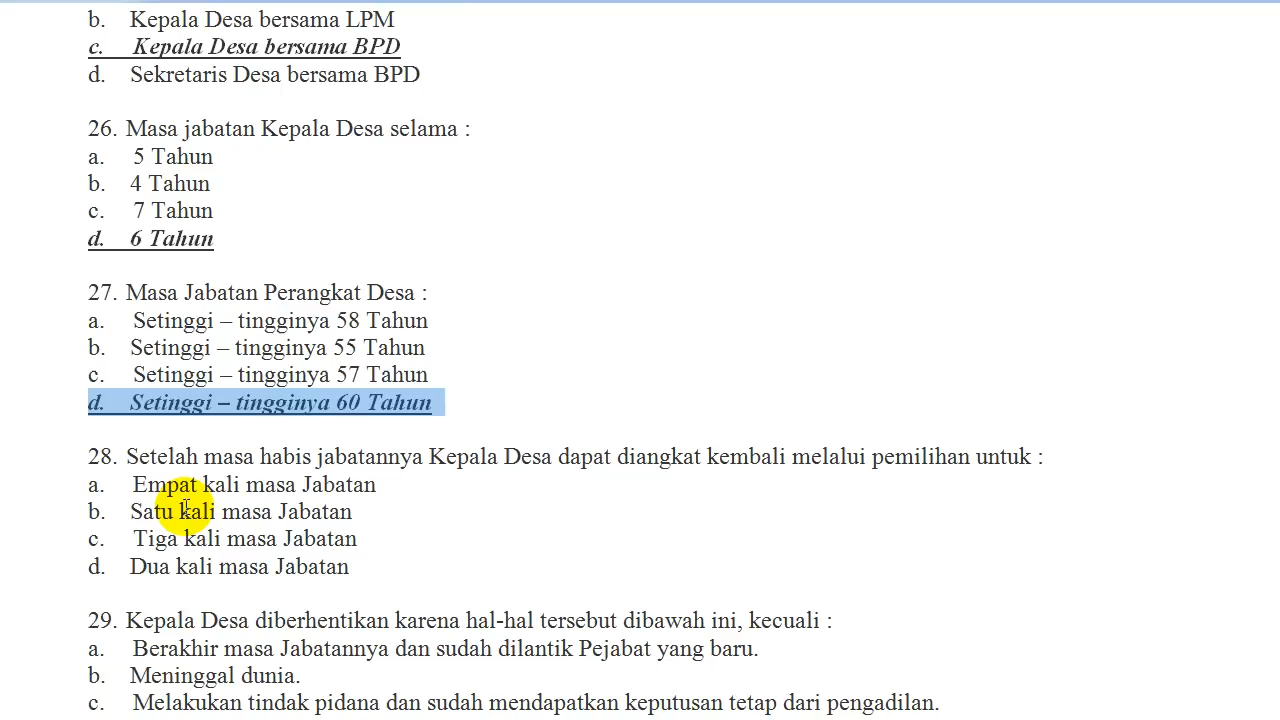 b. Kepala Desa bersama LPM
c. Kepala Desa bersama BPD
d. Sekretaris Desa bersama BPD
26. Masa jabatan Kepala Desa selama :
a. 5 Tahun
b. 4 Tahun
c. 7 Tahun
d. 6 Tahun
27. Masa Jabatan Perangkat Desa :
a. Setinggi – tingginya 58 Tahun
b. Setinggi – tingginya 55 Tahun
c. Setinggi – tingginya 57 Tahun
d. Setinggi – tingginya 60 Tahun
28. Setelah masa habis jabatannya Kepala Desa dapat diangkat kembali melalui pemilihan untuk :
a. Empat kali masa Jabatan
b. Satu kali masa Jabatan
c. Tiga kali masa Jabatan
d. Dua kali masa Jabatan
29. Kepala Desa diberhentikan karena hal-hal tersebut dibawah ini, kecuali :
a. Berakhir masa Jabatannya dan sudah dilantik Pejabat yang baru.
b. Meninggal dunia.
c. Melakukan tindak pidana dan sudah mendapatkan keputusan tetap dari pengadilan.